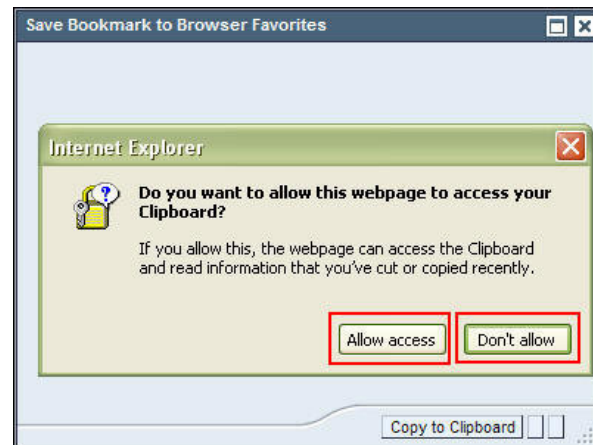 Save Bookmark to Browser Favorites
Internet Explorer
Do you want to allow this webpage to access your
Clipboard?
If you allow this, the webpage can access the Clipboard
and read information that you've cut or copied recently.
Allow access Don't allow
Copy to Clipboard